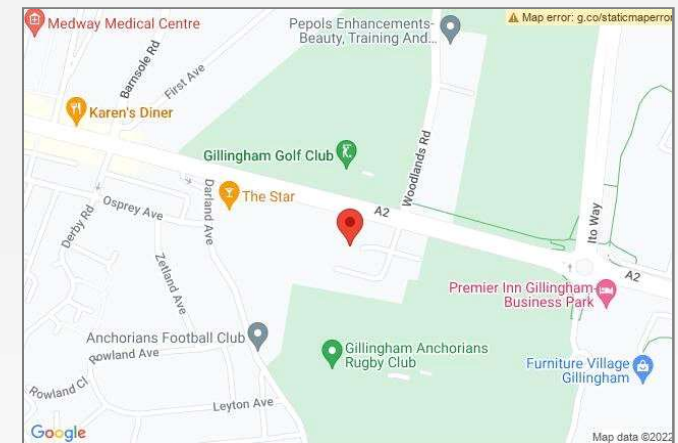 Medway Medical Centre
Pepols Enhancements-
Beauty, Training And...
Map error: g.co/staticmaperror
Barnsole Rd
First Ave
Karen's Diner
Gillingham Golf Club
Woodlands Rd
The Star
A2
Osprey Ave
Darland Ave
Derby Rd
Zetland Ave
Ito Way
A2
Premier Inn Gillingham
Business Park
Anchorians Football Club
Rowland Ave
Gillingham Anchorians
Rugby Club
Furniture Village
Gillingham
Rowland Cl
Leyton Ave
Google
Map data ©2022